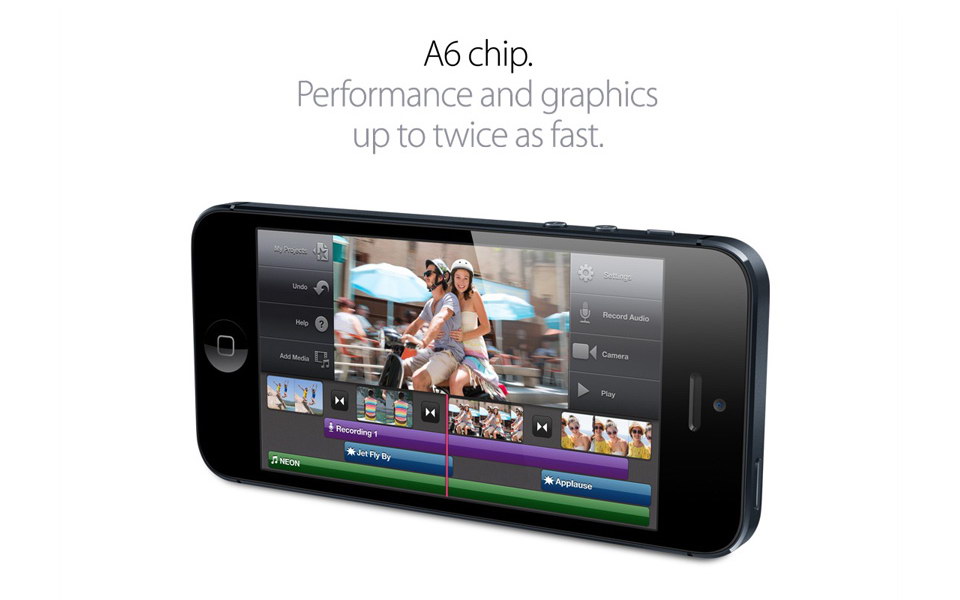 A6 chip.
Performance and graphics
up to twice as fast.
My Projects
Undo
Help
Add Media
Settings
Record Audio
Camera
Play
Recording 1
Jet Fly By
NEON
Applause